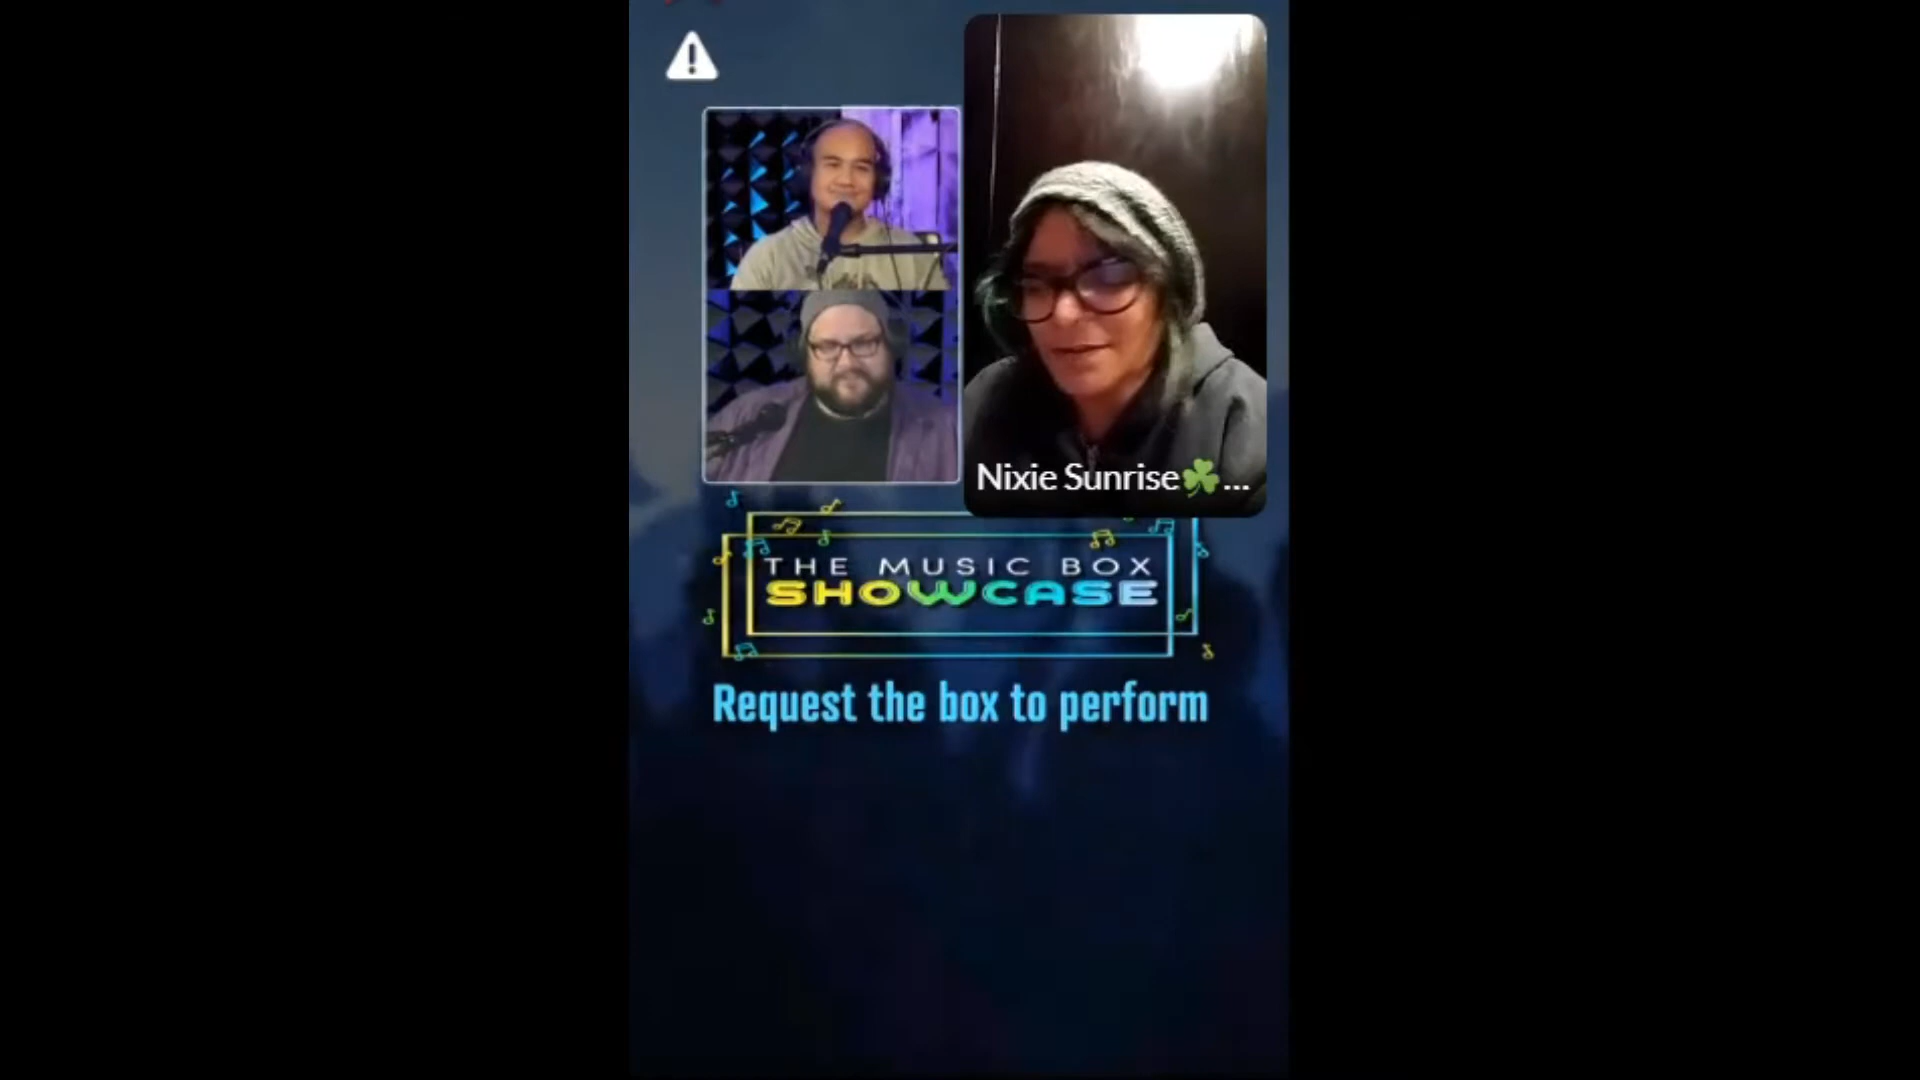 Nixie Sunrise☘...
THE MUSIC BOX
SHOWCASE
Request the box to perform